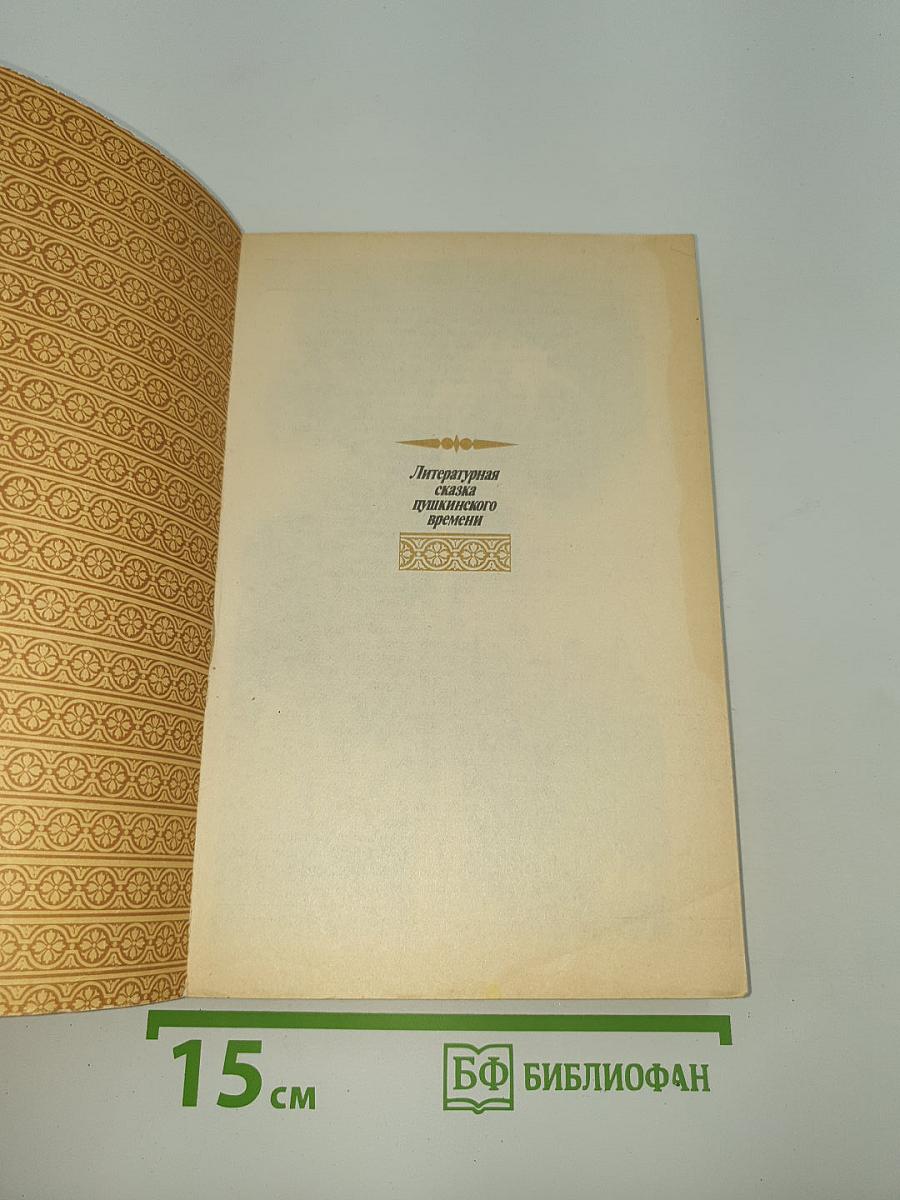 Литературная
сказка
пушкинского
времени
15 см
БФ БИБЛИОФАН